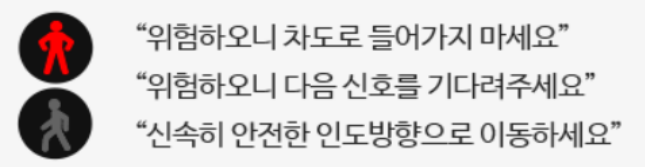 “위험하오니 차도로 들어가지 마세요”
“위험하오니 다음 신호를 기다려주세요”
“신속히 안전한 인도방향으로 이동하세요”